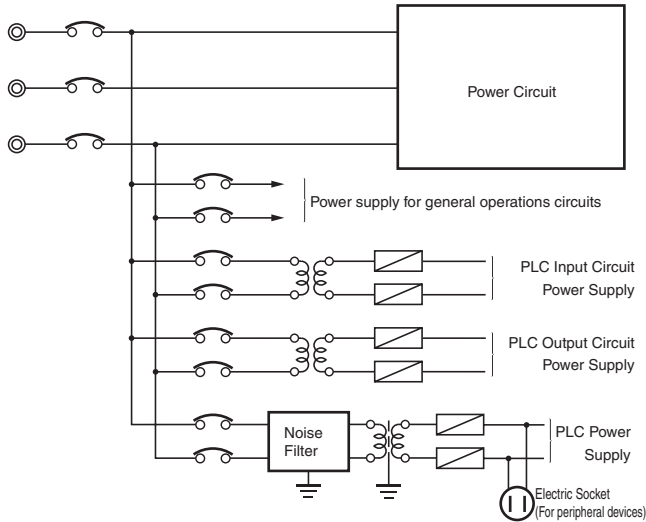 Power Circuit
Power supply for general operations circuits
PLC Input Circuit
Power Supply
PLC Output Circuit
Power Supply
Noise
Filter
PLC Power
Supply
Electric Socket
(For peripheral devices)